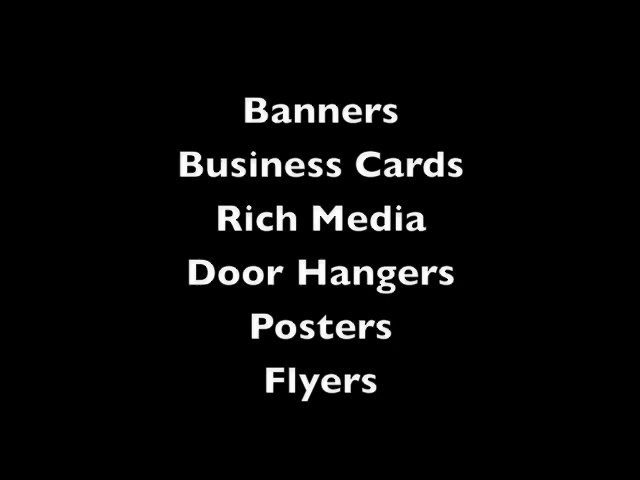 Banners
Business Cards
Rich Media
Door Hangers
Posters
Flyers